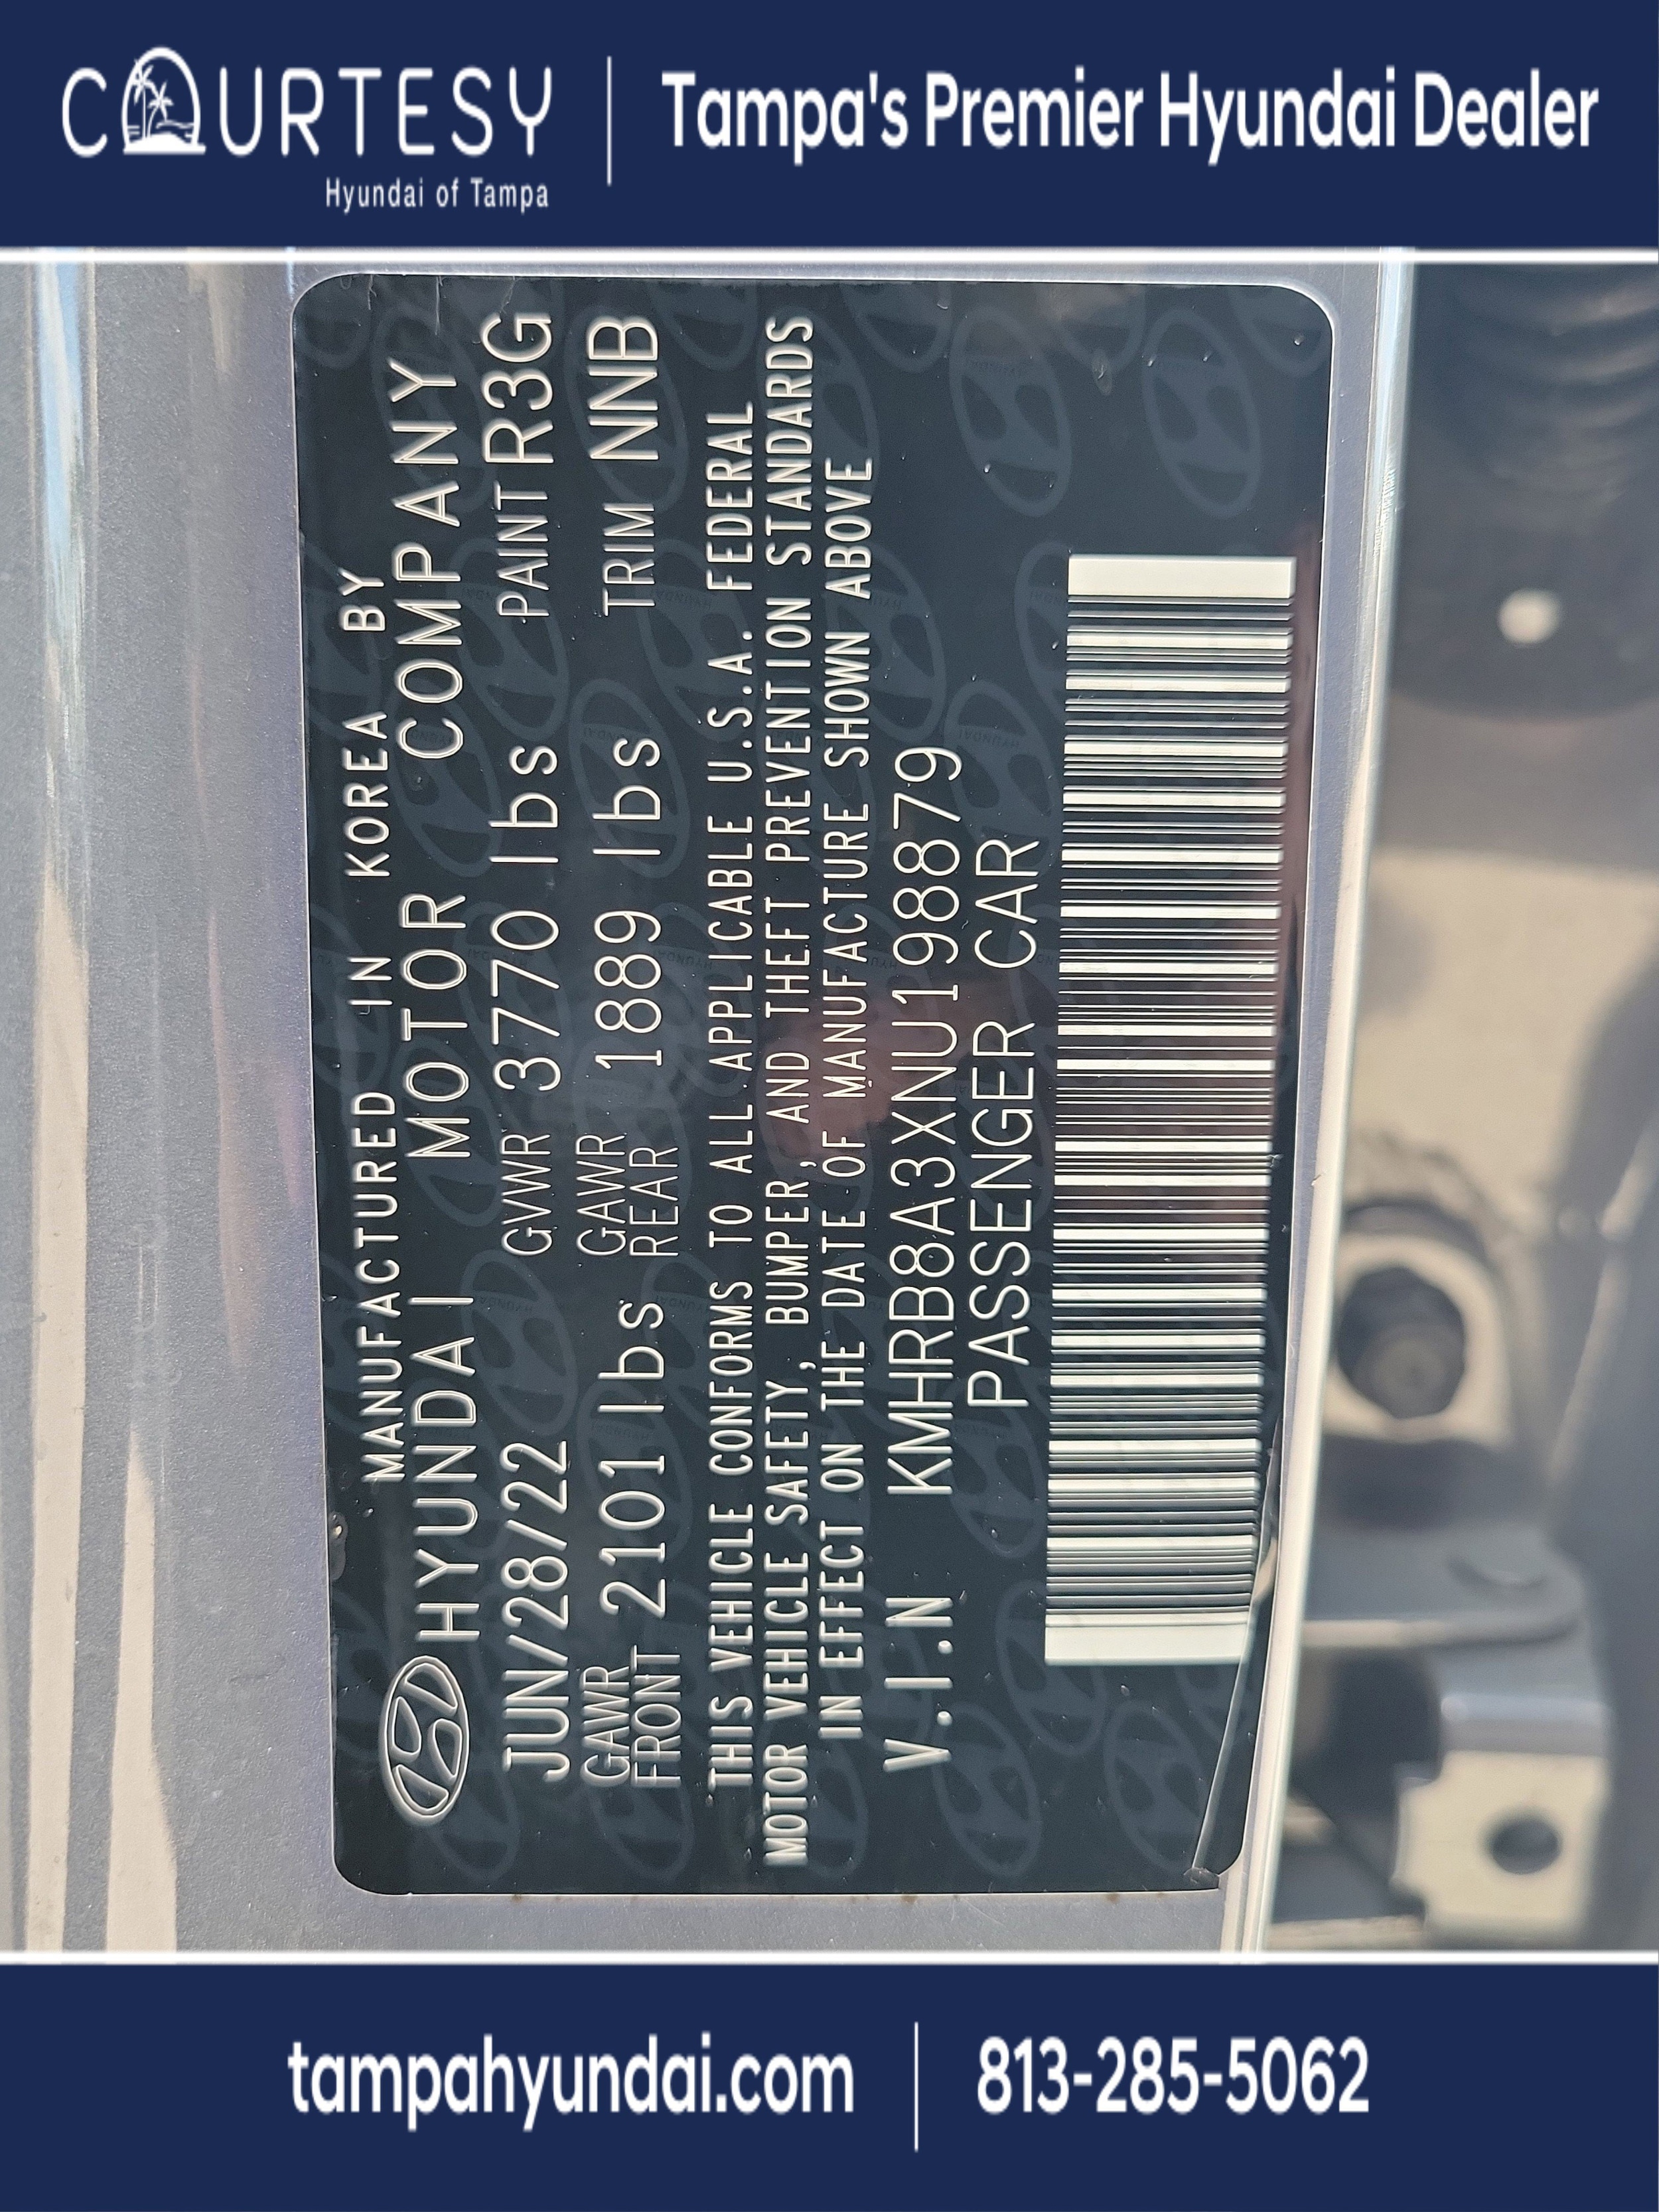 COURTESY
Hyundai of Tampa
Tampa's Premier Hyundai Dealer
MANUFACTURED IN KOREA BY
HYUNDAI MOTOR COMPANY
JUN/28/22 GVWR 3770 lbs PAINT R3G
GAWR FRONT 2101 lbs GAWR REAR 1889 lbs TRIM NNB
THIS VEHICLE CONFORMS TO ALL APPLICABLE U.S.A. FEDERAL
MOTOR VEHICLE SAFETY, BUMPER, AND THEFT PREVENTION STANDARDS
IN EFFECT ON THE DATE OF MANUFACTURE SHOWN ABOVE
V.I.N KMHRB8A3XNU198879
PASSENGER CAR
tampahyundai.com
813-285-5062